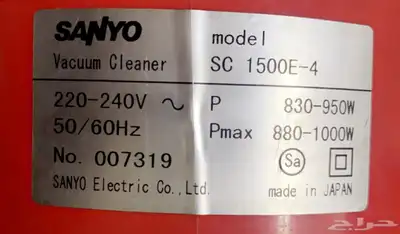 SANYO
Vacuum Cleaner
model
SC 1500E-4
220-240V ~
50/60Hz
No. 007319
SANYO Electric Co., Ltd.
P 830-950W
Pmax 880-1000W
Sa
made in JAPAN
حراج